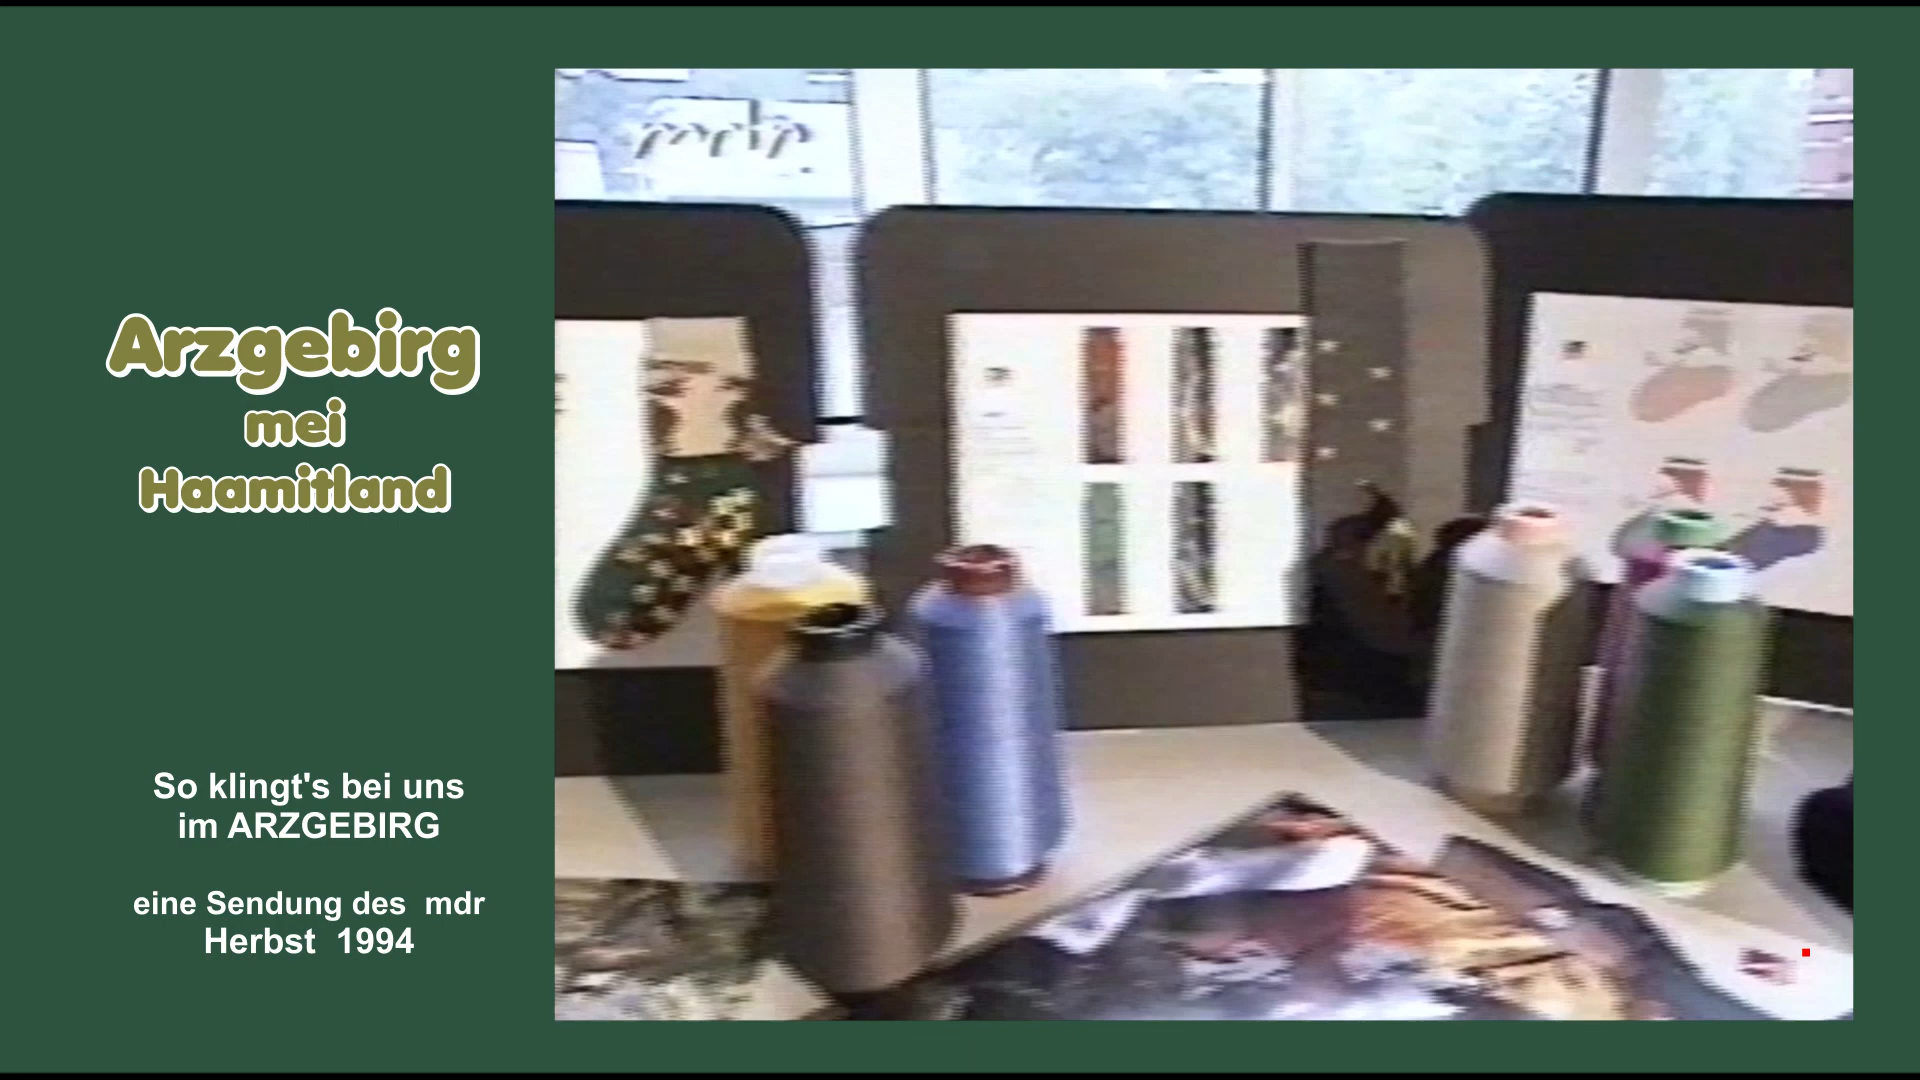 Arzgebirg
mei
Haamitland
So klingt's bei uns
im ARZGEBIRG
eine Sendung des mdr
Herbst 1994